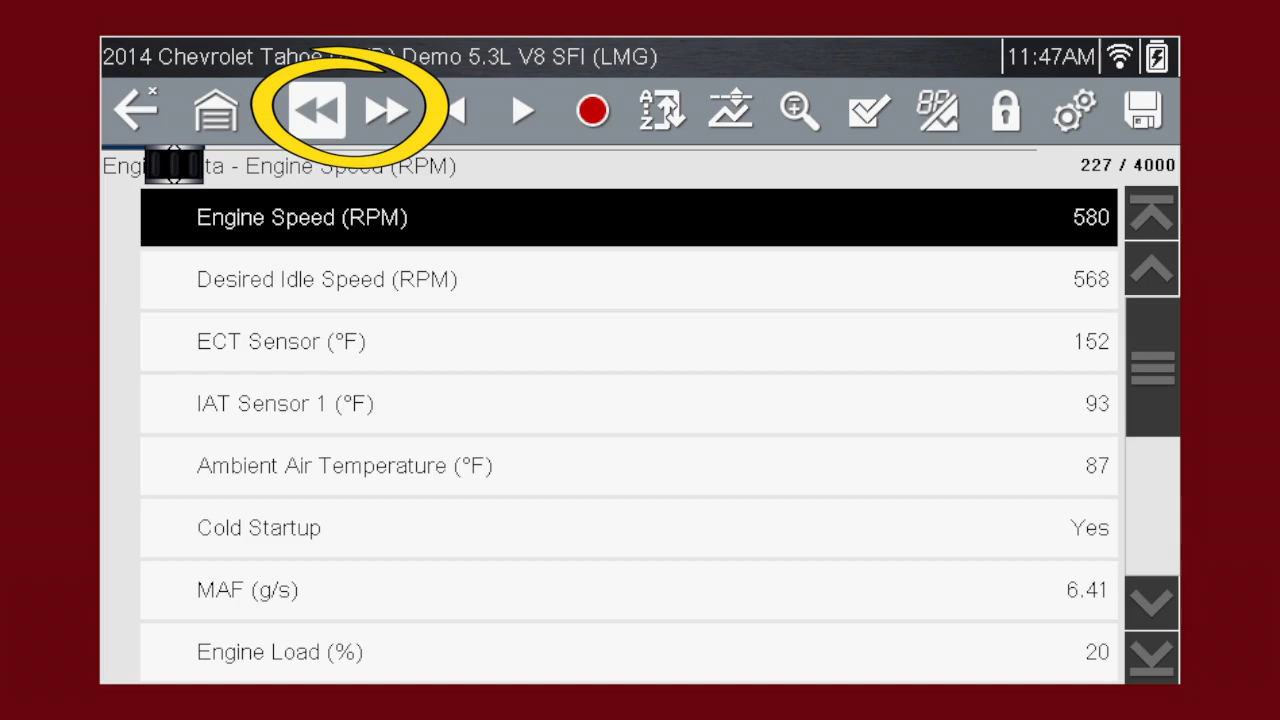 2014 Chevrolet Tahoe Demo 5.3L V8 SFI (LMG)
11:47AM
Engine Speed (RPM)
227 / 4000
Engine Speed (RPM) 580
Desired Idle Speed (RPM) 568
ECT Sensor (°F) 152
IAT Sensor 1 (°F) 93
Ambient Air Temperature (°F) 87
Cold Startup Yes
MAF (g/s) 6.41
Engine Load (%) 20